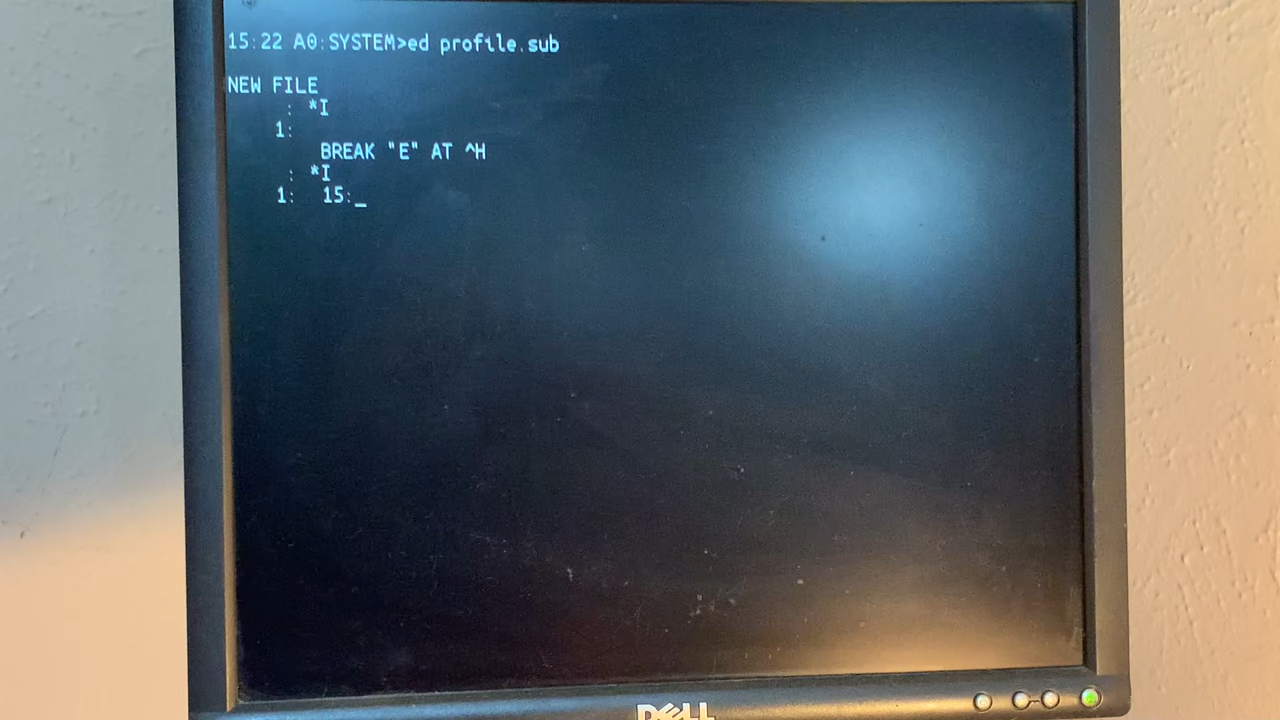 15:22 A0:SYSTEM>ed profile.sub
NEW FILE
: *I
1:
BREAK "E" AT ^H
: *I
1: 15:_
DELL